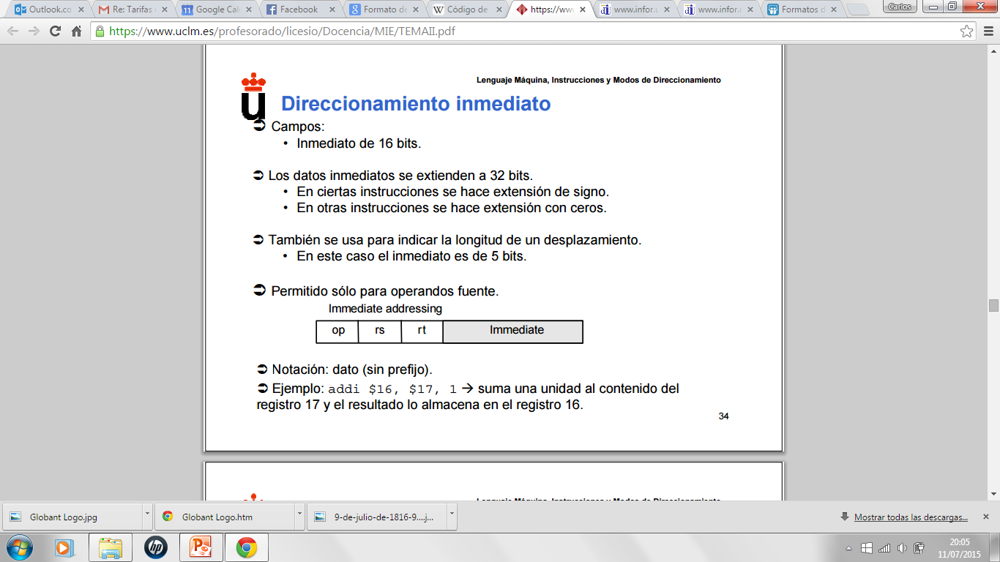 Outlook.co
Re: Tarifas
Google Cal
Facebook
Formato de
Código de
https://ww
www.infor.u
www.infor.u
Formatos d
Carlos
https://www.uclm.es/profesorado/licesio/Docencia/MIE/TEMAII.pdf
Lenguaje Máquina, Instrucciones y Modos de Direccionamiento
Direccionamiento inmediato
Campos:
• Inmediato de 16 bits.
Los datos inmediatos se extienden a 32 bits.
• En ciertas instrucciones se hace extensión de signo.
• En otras instrucciones se hace extensión con ceros.
También se usa para indicar la longitud de un desplazamiento.
• En este caso el inmediato es de 5 bits.
Permitido sólo para operandos fuente.
Immediate addressing
op rs rt Immediate
Notación: dato (sin prefijo).
Ejemplo: addi $16, $17, 1 → suma una unidad al contenido del
registro 17 y el resultado lo almacena en el registro 16.
34
Lenguaje Máquina, Instrucciones y Modos de Direccionamiento
Globant Logo.jpg
Globant Logo.htm
9-de-julio-de-1816-9....j...
Mostrar todas las descargas...
20:05
11/07/2015